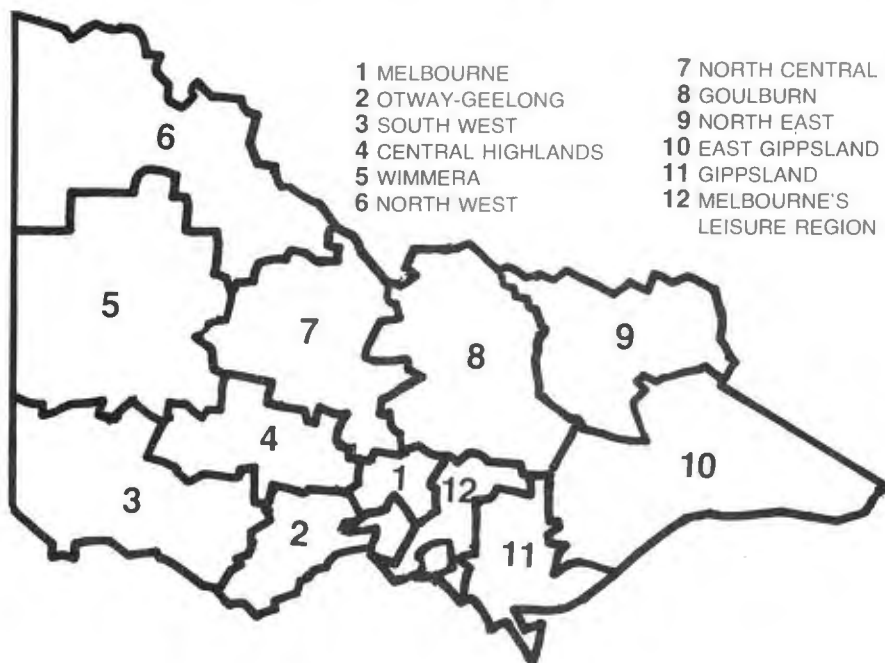 1 MELBOURNE
2 OTWAY-GEELONG
3 SOUTH WEST
4 CENTRAL HIGHLANDS
5 WIMMERA
6 NORTH WEST
7 NORTH CENTRAL
8 GOULBURN
9 NORTH EAST
10 EAST GIPPSLAND
11 GIPPSLAND
12 MELBOURNE'S
LEISURE REGION
6
5
7
8
9
4
1
12
10
3
2
11